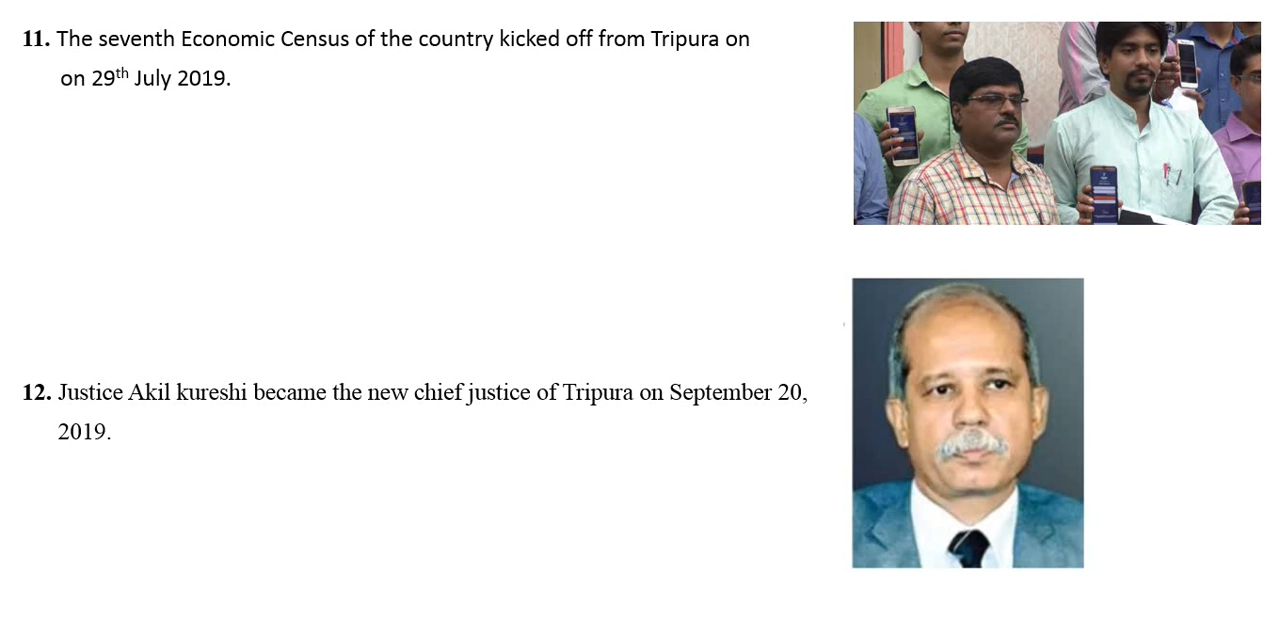 11. The seventh Economic Census of the country kicked off from Tripura on
on 29th July 2019.
12. Justice Akil kureshi became the new chief justice of Tripura on September 20,
2019.